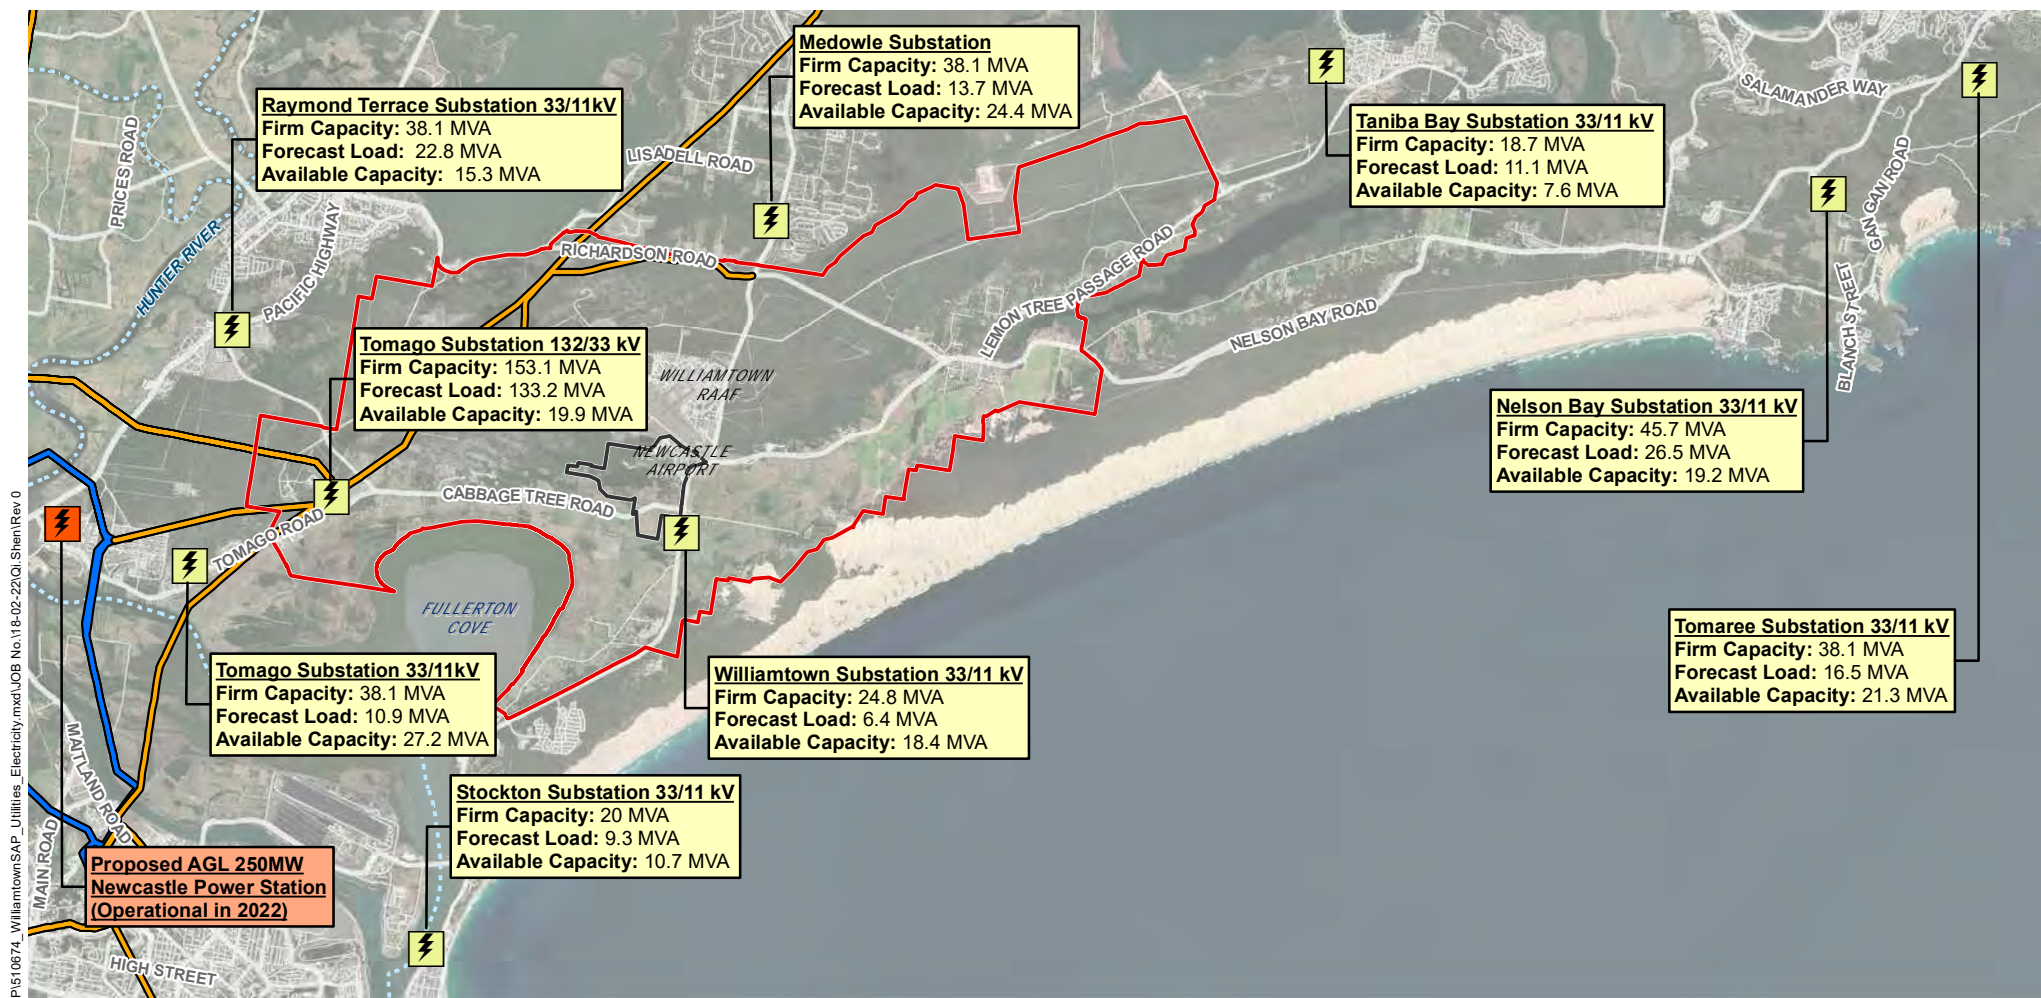 Medowle Substation
Firm Capacity: 38.1 MVA
Forecast Load: 13.7 MVA
Available Capacity: 24.4 MVA
Raymond Terrace Substation 33/11kV
Firm Capacity: 38.1 MVA
Forecast Load: 22.8 MVA
Available Capacity: 15.3 MVA
Taniba Bay Substation 33/11 kV
Firm Capacity: 18.7 MVA
Forecast Load: 11.1 MVA
Available Capacity: 7.6 MVA
SALAMANDER WAY
PRICES ROAD
LISADELL ROAD
GAN GAN ROAD
HUNTER RIVER
PACIFIC HIGHWAY
RICHARDSON ROAD
LEMON TREE PASSAGE ROAD
NELSON BAY ROAD
BLANCH STREET
Tomago Substation 132/33 kV
Firm Capacity: 153.1 MVA
Forecast Load: 133.2 MVA
Available Capacity: 19.9 MVA
WILLIAMTOWN
RAAF
NEWCASTLE
AIRPORT
Nelson Bay Substation 33/11 kV
Firm Capacity: 45.7 MVA
Forecast Load: 26.5 MVA
Available Capacity: 19.2 MVA
CABBAGE TREE ROAD
TOMAGO ROAD
FULLERTON
COVE
Tomaree Substation 33/11 kV
Firm Capacity: 38.1 MVA
Forecast Load: 16.5 MVA
Available Capacity: 21.3 MVA
Tomago Substation 33/11kV
Firm Capacity: 38.1 MVA
Forecast Load: 10.9 MVA
Available Capacity: 27.2 MVA
Williamtown Substation 33/11 kV
Firm Capacity: 24.8 MVA
Forecast Load: 6.4 MVA
Available Capacity: 18.4 MVA
Stockton Substation 33/11 kV
Firm Capacity: 20 MVA
Forecast Load: 9.3 MVA
Available Capacity: 10.7 MVA
MAITLAND ROAD
MAIN ROAD
Proposed AGL 250MW
Newcastle Power Station
(Operational in 2022)
HIGH STREET
P\510674_WilliamtownSAP_Utilities_Electricity.mxd\JOB No.\18-02-22\Qi.Shen\Rev 0